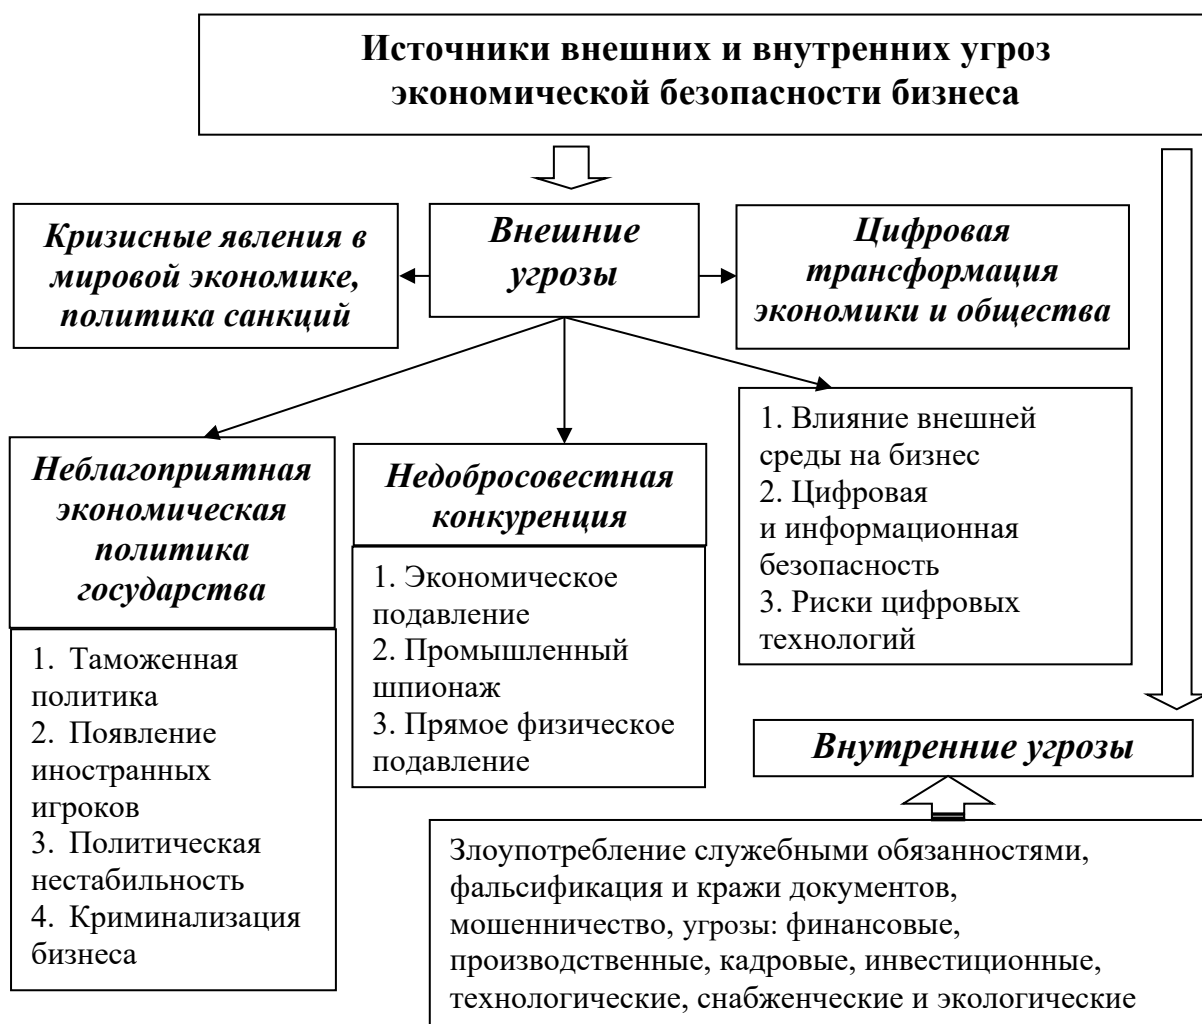 Источники внешних и внутренних угроз
экономической безопасности бизнеса
Кризисные явления в
мировой экономике,
политика санкций
Внешние
угрозы
Цифровая
трансформация
экономики и общества
Неблагоприятная
экономическая
политика
государства
1. Таможенная
политика
2. Появление
иностранных
игроков
3. Политическая
нестабильность
4. Криминализация
бизнеса
Недобросовестная
конкуренция
1. Экономическое
подавление
2. Промышленный
шпионаж
3. Прямое физическое
подавление
1. Влияние внешней
среды на бизнес
2. Цифровая
и информационная
безопасность
3. Риски цифровых
технологий
Внутренние угрозы
Злоупотребление служебными обязанностями,
фальсификация и кражи документов,
мошенничество, угрозы: финансовые,
производственные, кадровые, инвестиционные,
технологические, снабженческие и экологические